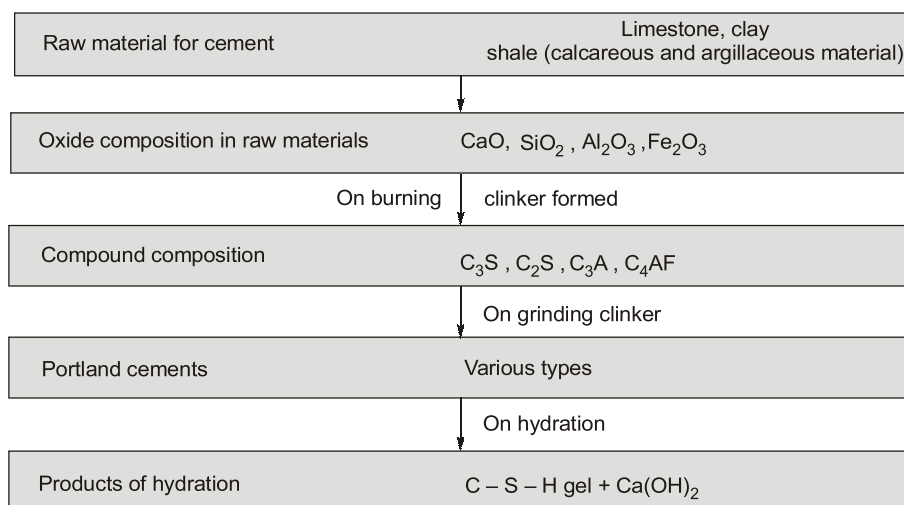 Raw material for cement
Limestone, clay
shale (calcareous and argillaceous material)
Oxide composition in raw materials CaO, SiO₂ , Al₂O₃ ,Fe₂O₃
On burning clinker formed
Compound composition C₃S , C₂S , C₃A , C₄AF
On grinding clinker
Portland cements Various types
On hydration
Products of hydration C – S – H gel + Ca(OH)₂